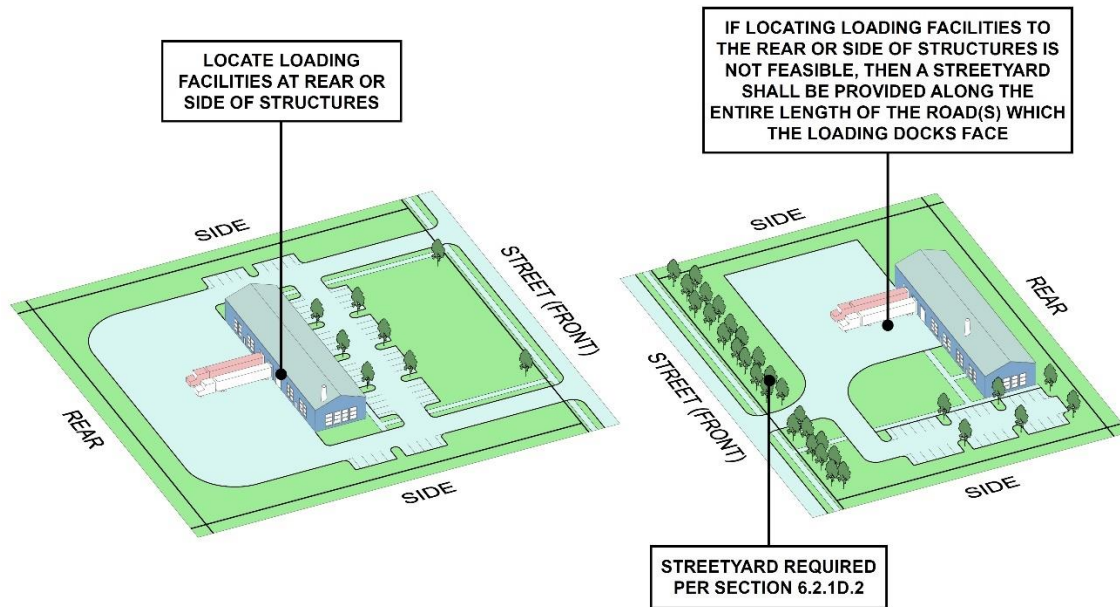 LOCATE LOADING
FACILITIES AT REAR OR
SIDE OF STRUCTURES
SIDE
STREET (FRONT)
REAR
SIDE
IF LOCATING LOADING FACILITIES TO
THE REAR OR SIDE OF STRUCTURES IS
NOT FEASIBLE, THEN A STREETYARD
SHALL BE PROVIDED ALONG THE
ENTIRE LENGTH OF THE ROAD(S) WHICH
THE LOADING DOCKS FACE
SIDE
REAR
STREET (FRONT)
SIDE
STREETYARD REQUIRED
PER SECTION 6.2.1D.2